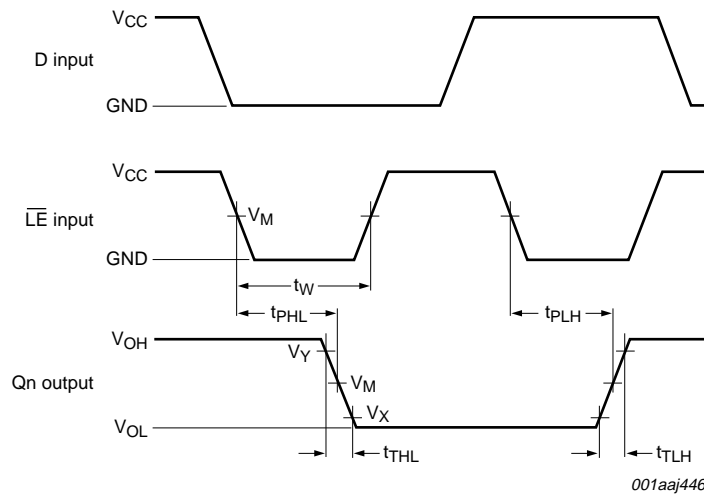 VCC
D input
GND
VCC
L̅E̅ input
VM
GND
tW
tPHL
tPLH
VOH
VY
Qn output
VM
VX
VOL
tTHL
tTLH
001aaj446